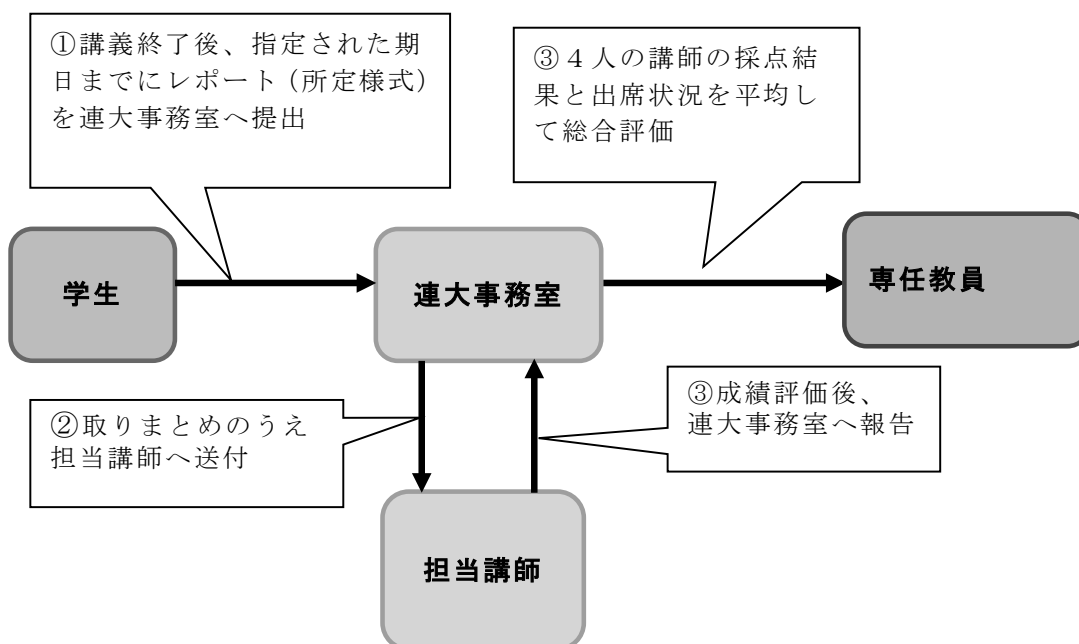 ①講義終了後、指定された期
日までにレポート（所定様式）
を連大事務室へ提出
③４人の講師の採点結
果と出席状況を平均し
て総合評価
学生
連大事務室
専任教員
②取りまとめのうえ
担当講師へ送付
③成績評価後、
連大事務室へ報告
担当講師